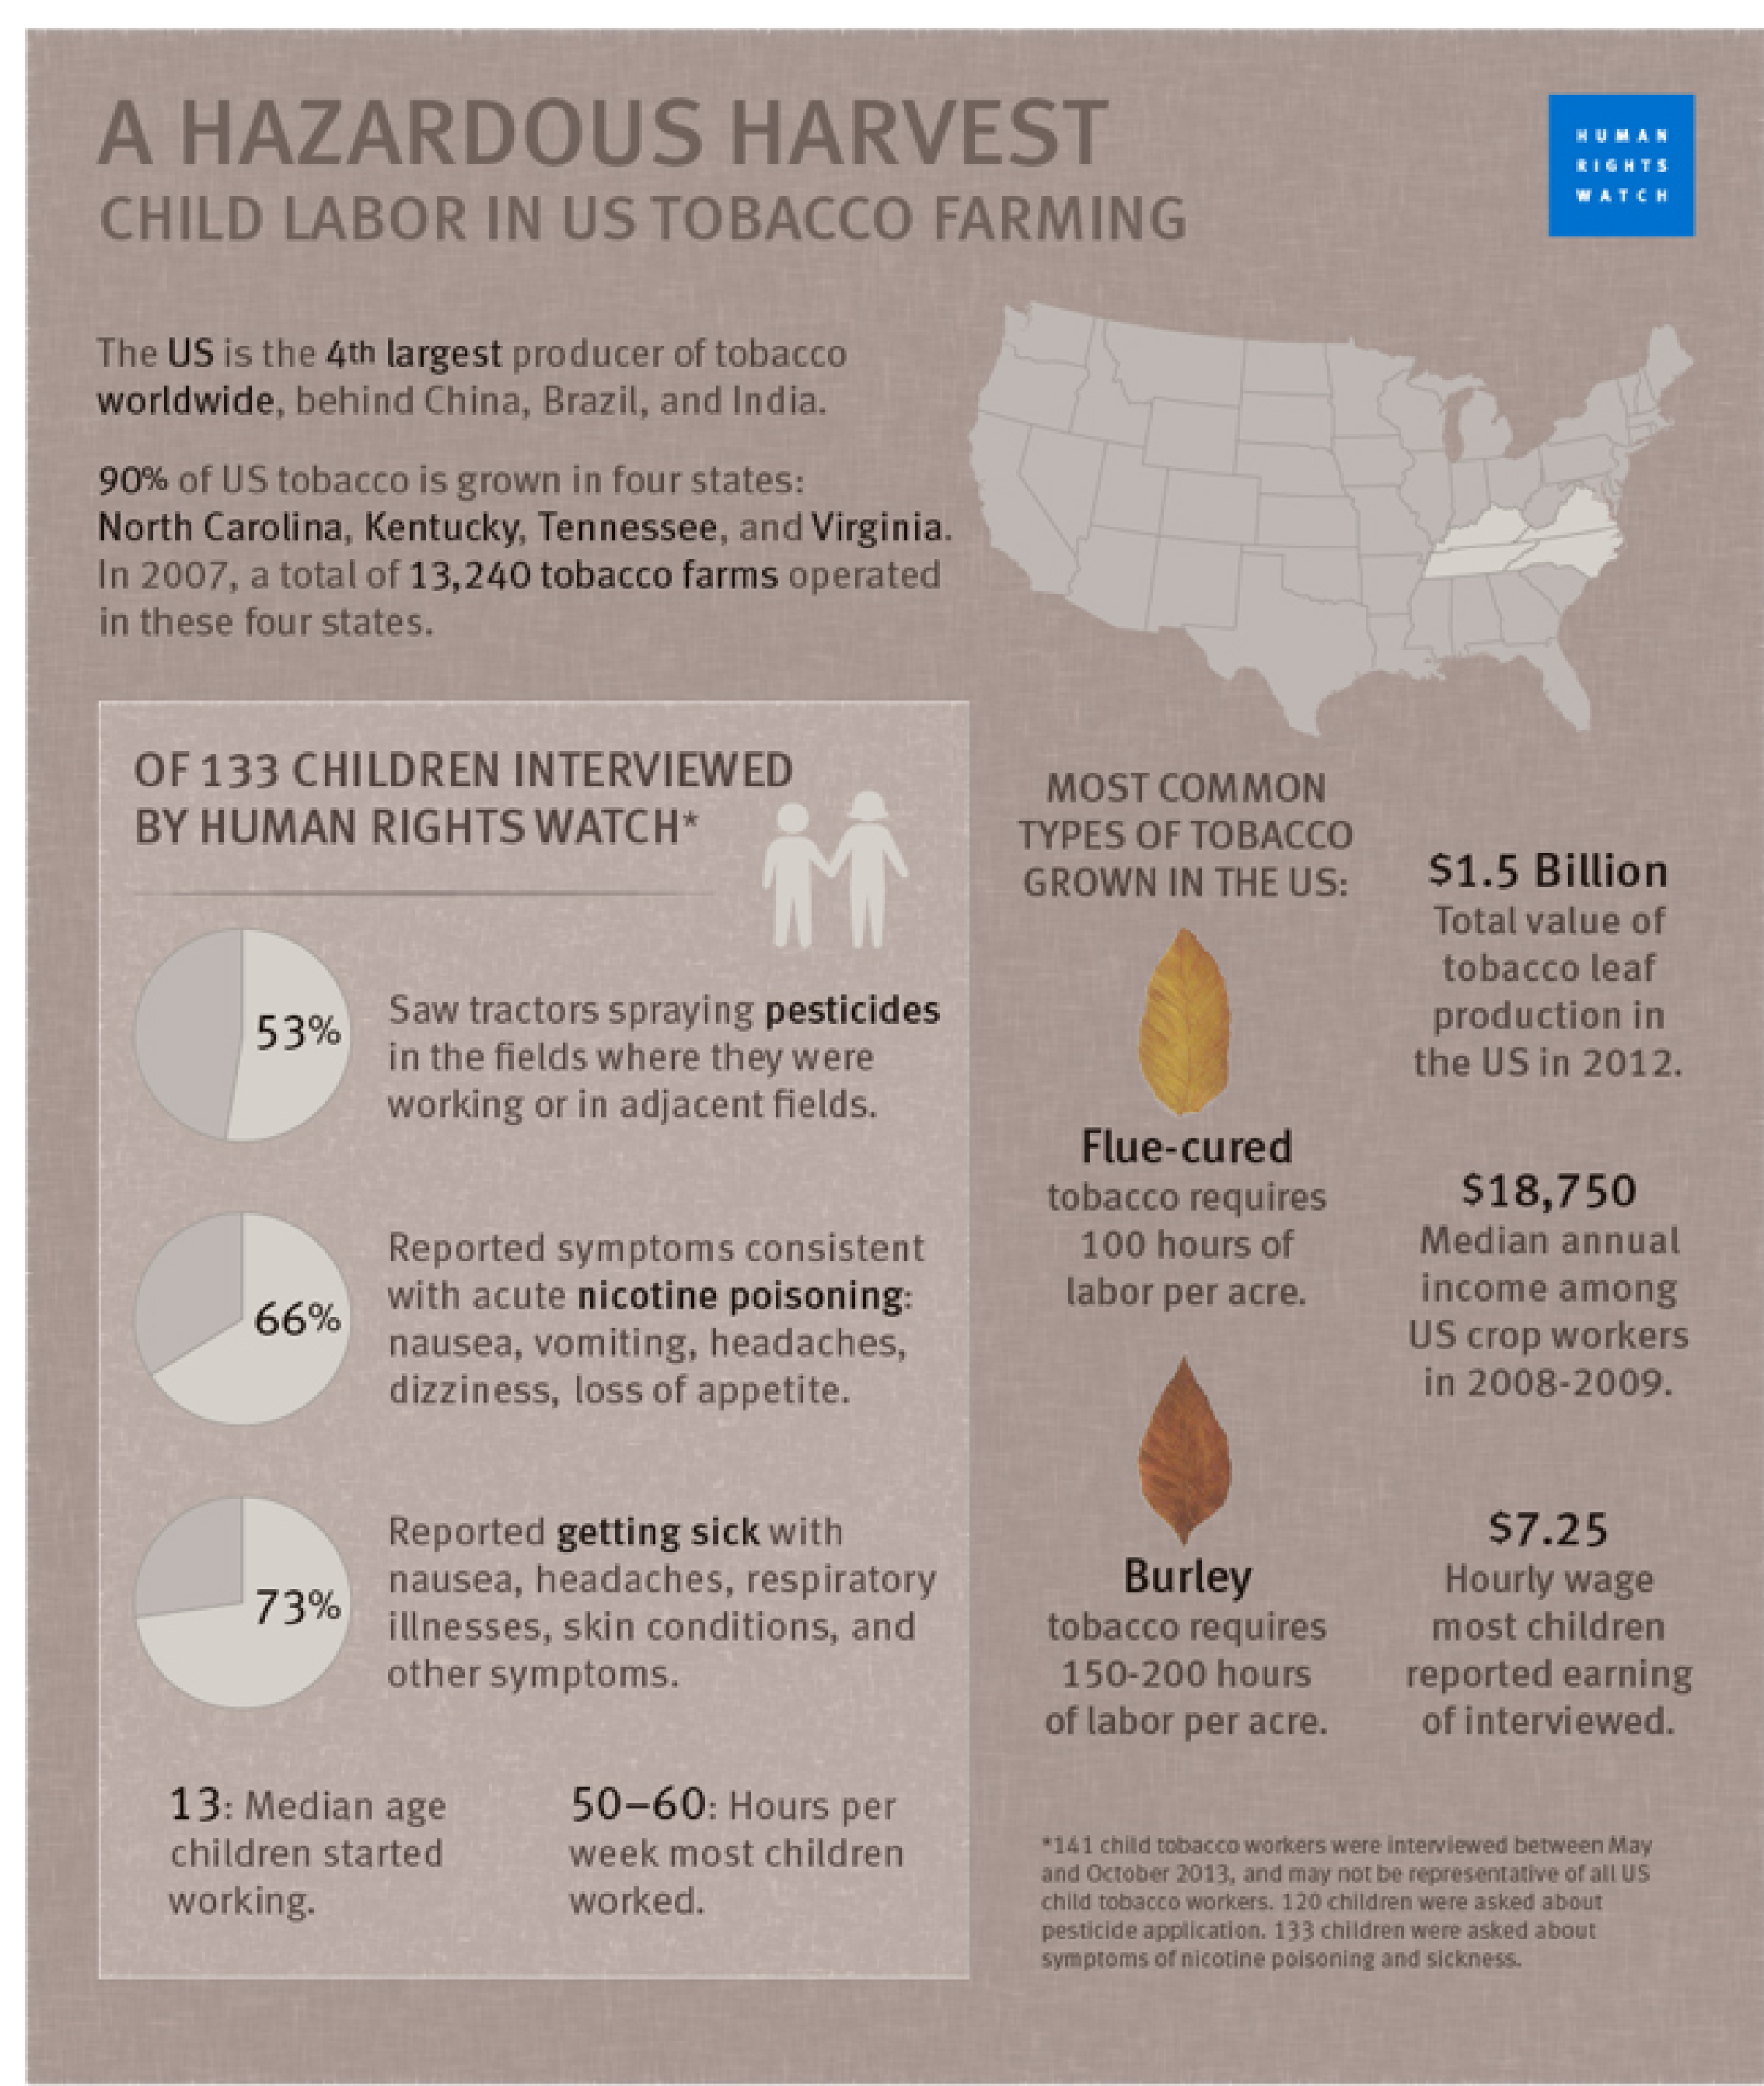 A HAZARDOUS HARVEST
CHILD LABOR IN US TOBACCO FARMING
HUMAN
RIGHTS
WATCH
The US is the 4th largest producer of tobacco
worldwide, behind China, Brazil, and India.
90% of US tobacco is grown in four states:
North Carolina, Kentucky, Tennessee, and Virginia.
In 2007, a total of 13,240 tobacco farms operated
in these four states.
OF 133 CHILDREN INTERVIEWED
BY HUMAN RIGHTS WATCH*
53%
Saw tractors spraying pesticides
in the fields where they were
working or in adjacent fields.
66%
Reported symptoms consistent
with acute nicotine poisoning:
nausea, vomiting, headaches,
dizziness, loss of appetite.
73%
Reported getting sick with
nausea, headaches, respiratory
illnesses, skin conditions, and
other symptoms.
13: Median age
children started
working.
50–60: Hours per
week most children
worked.
MOST COMMON
TYPES OF TOBACCO
GROWN IN THE US:
Flue-cured
tobacco requires
100 hours of
labor per acre.
Burley
tobacco requires
150-200 hours
of labor per acre.
$1.5 Billion
Total value of
tobacco leaf
production in
the US in 2012.
$18,750
Median annual
income among
US crop workers
in 2008-2009.
$7.25
Hourly wage
most children
reported earning
of interviewed.
*141 child tobacco workers were interviewed between May
and October 2013, and may not be representative of all US
child tobacco workers. 120 children were asked about
pesticide application. 133 children were asked about
symptoms of nicotine poisoning and sickness.